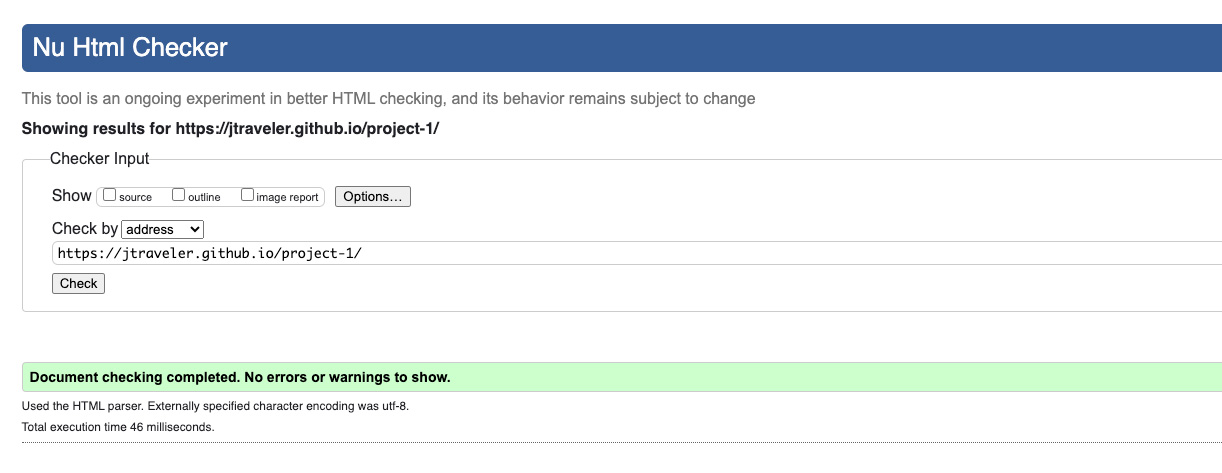 Nu Html Checker
This tool is an ongoing experiment in better HTML checking, and its behavior remains subject to change
Showing results for https://jtraveler.github.io/project-1/
Checker Input
Show source outline image report Options...
Check by address
https://jtraveler.github.io/project-1/
Check
Document checking completed. No errors or warnings to show.
Used the HTML parser. Externally specified character encoding was utf-8.
Total execution time 46 milliseconds.